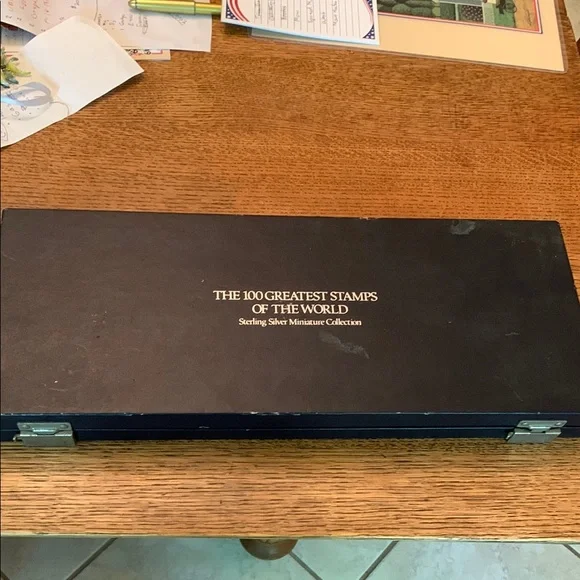 THE 100 GREATEST STAMPS
OF THE WORLD
Sterling Silver Miniature Collection